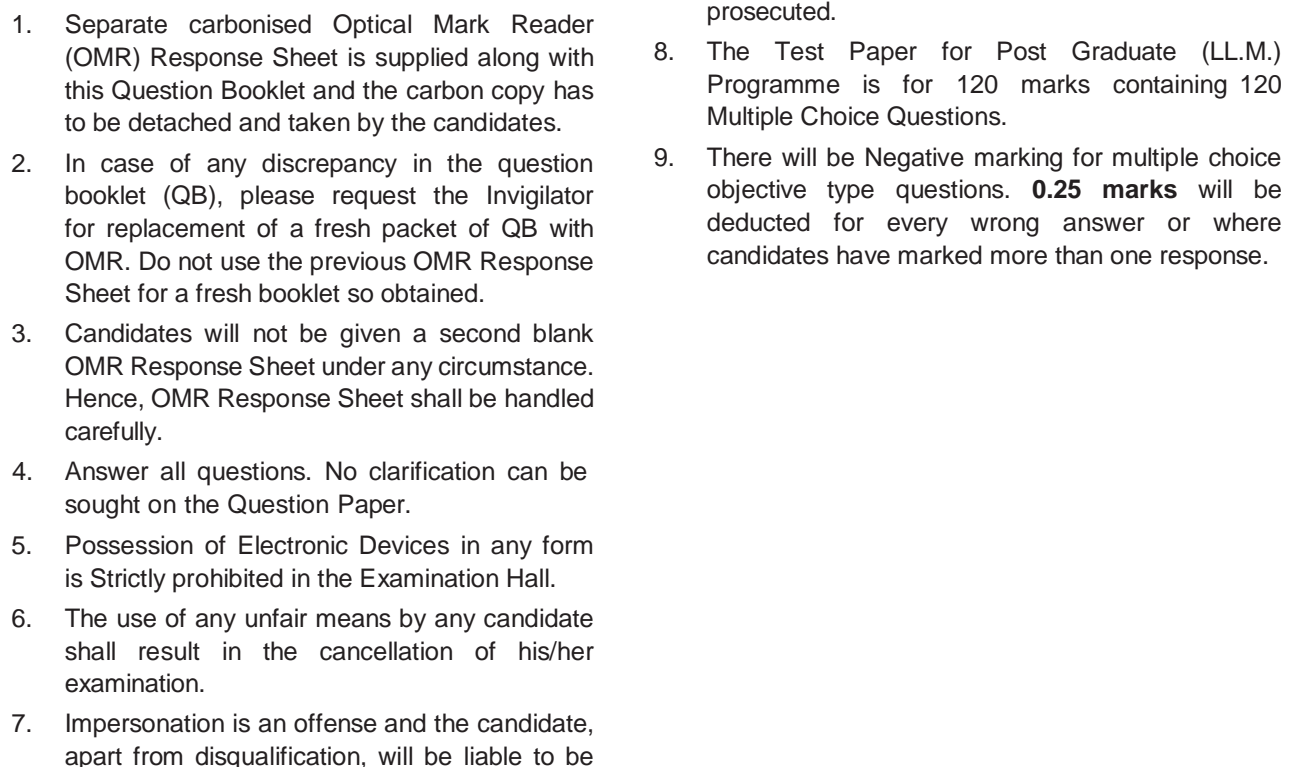 1. Separate carbonised Optical Mark Reader
(OMR) Response Sheet is supplied along with
this Question Booklet and the carbon copy has
to be detached and taken by the candidates.
2. In case of any discrepancy in the question
booklet (QB), please request the Invigilator
for replacement of a fresh packet of QB with
OMR. Do not use the previous OMR Response
Sheet for a fresh booklet so obtained.
3. Candidates will not be given a second blank
OMR Response Sheet under any circumstance.
Hence, OMR Response Sheet shall be handled
carefully.
4. Answer all questions. No clarification can be
sought on the Question Paper.
5. Possession of Electronic Devices in any form
is Strictly prohibited in the Examination Hall.
6. The use of any unfair means by any candidate
shall result in the cancellation of his/her
examination.
7. Impersonation is an offense and the candidate,
apart from disqualification, will be liable to be
prosecuted.
8. The Test Paper for Post Graduate (LL.M.)
Programme is for 120 marks containing 120
Multiple Choice Questions.
9. There will be Negative marking for multiple choice
objective type questions. 0.25 marks will be
deducted for every wrong answer or where
candidates have marked more than one response.